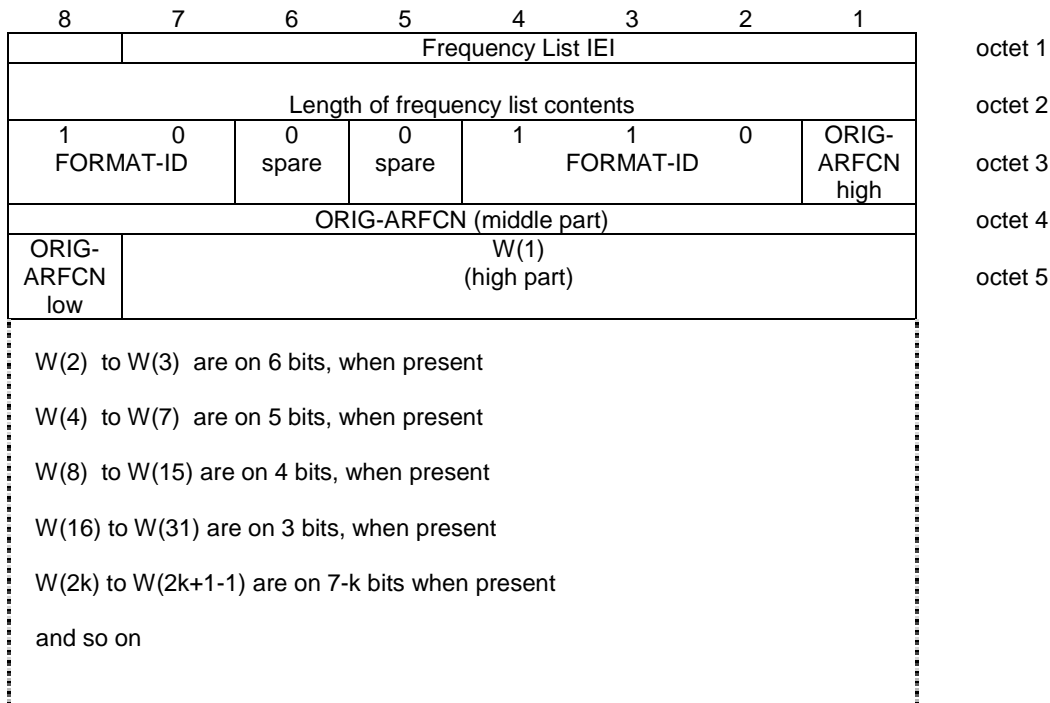 8 7 6 5 4 3 2 1
Frequency List IEI octet 1
Length of frequency list contents octet 2
1 0 0 0 1 1 0 ORIG-
FORMAT-ID spare spare FORMAT-ID ARFCN octet 3
high
ORIG-ARFCN (middle part) octet 4
ORIG- W(1)
ARFCN (high part) octet 5
low
W(2) to W(3) are on 6 bits, when present
W(4) to W(7) are on 5 bits, when present
W(8) to W(15) are on 4 bits, when present
W(16) to W(31) are on 3 bits, when present
W(2k) to W(2k+1-1) are on 7-k bits when present
and so on